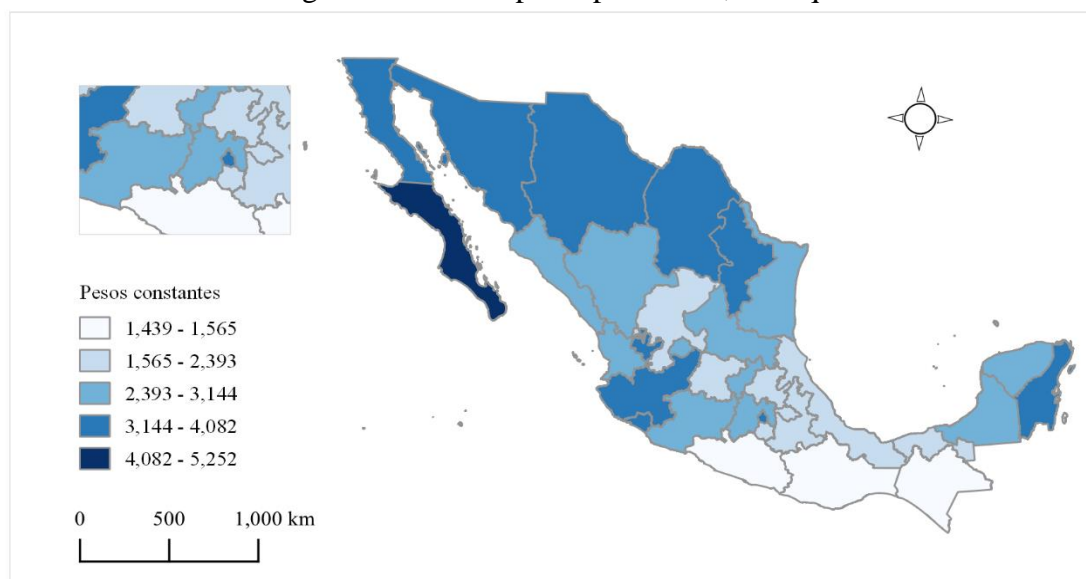 Pesos constantes
1,439 - 1,565
1,565 - 2,393
2,393 - 3,144
3,144 - 4,082
4,082 - 5,252
0 500 1,000 km